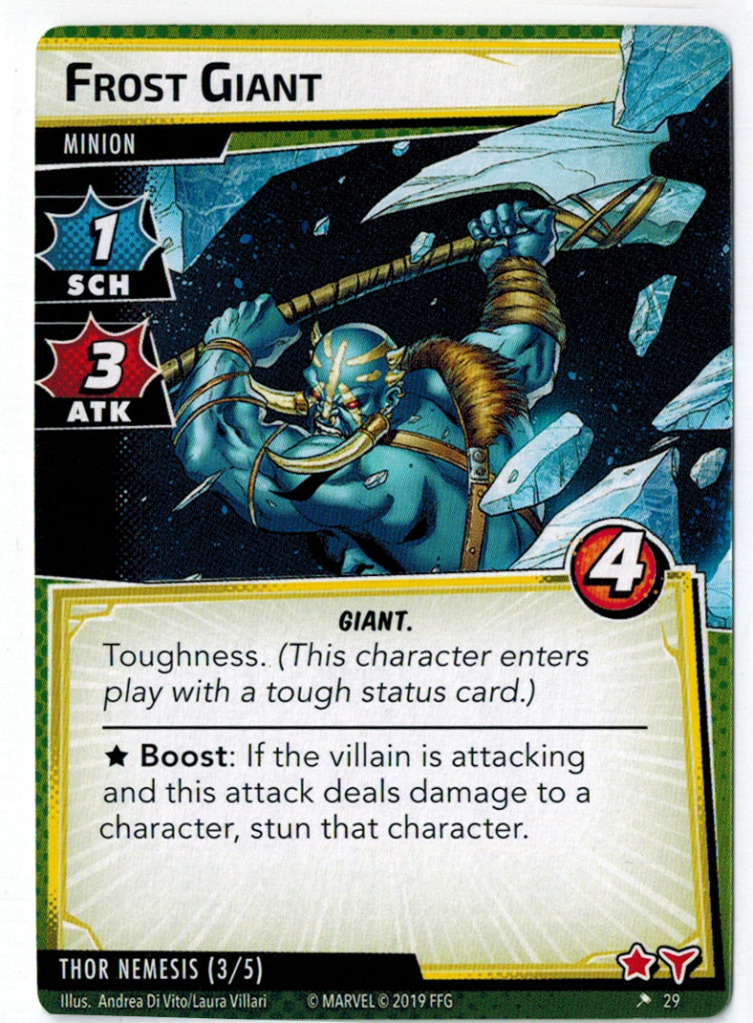 FROST GIANT
MINION
1
SCH
3
ATK
4
GIANT.
Toughness. (This character enters
play with a tough status card.)
★ Boost: If the villain is attacking
and this attack deals damage to a
character, stun that character.
THOR NEMESIS (3/5)
Illus. Andrea Di Vito/Laura Villari © MARVEL © 2019 FFG 29